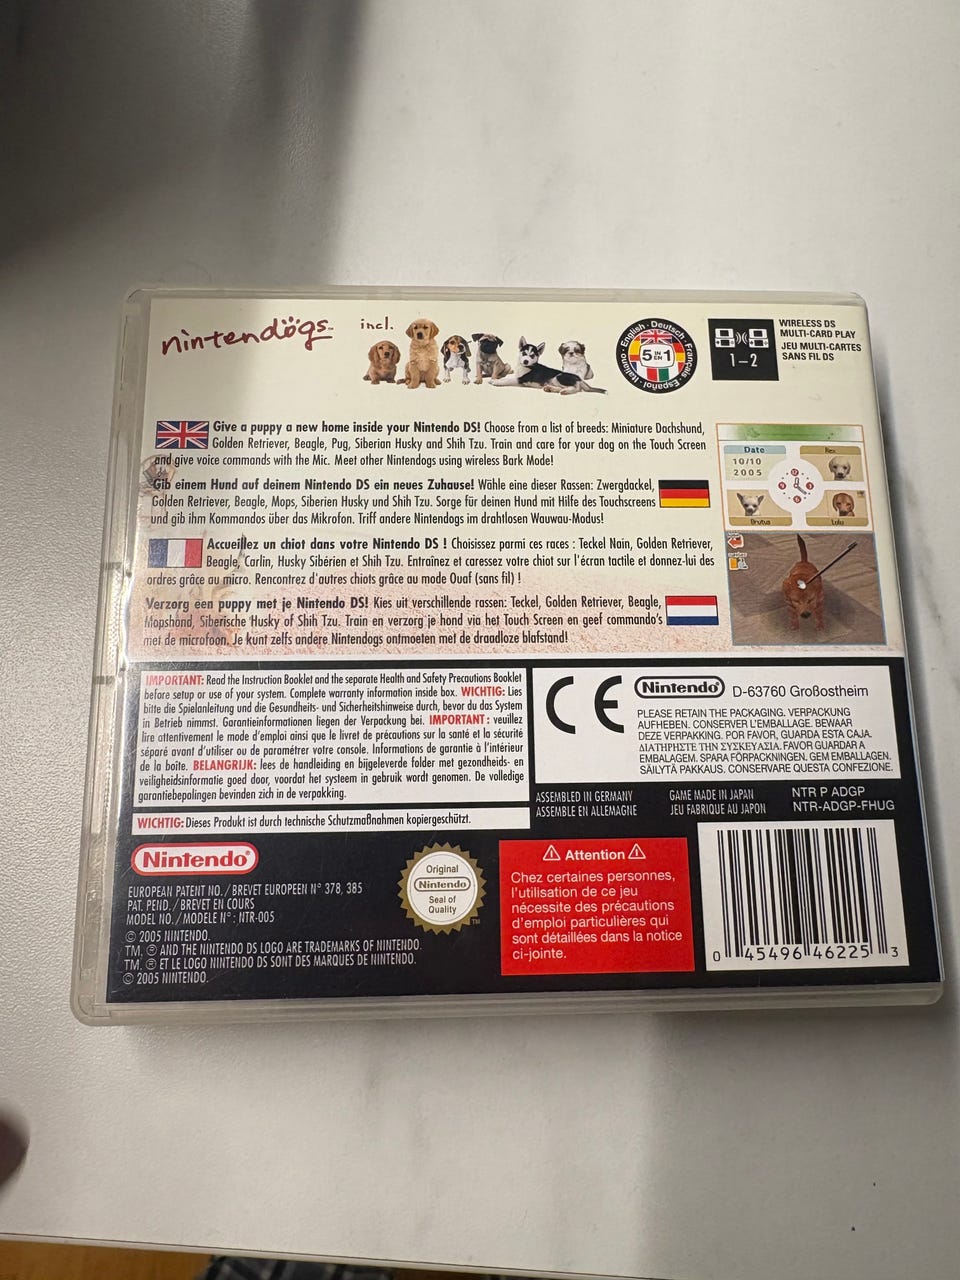 nintendogs™
incl.
English · Deutsch · Français · Español · Italiano
5 IN EN 1
1–2
WIRELESS DS
MULTI-CARD PLAY
JEU MULTI-CARTES
SANS FIL DS
Give a puppy a new home inside your Nintendo DS! Choose from a list of breeds: Miniature Dachshund,
Golden Retriever, Beagle, Pug, Siberian Husky and Shih Tzu. Train and care for your dog on the Touch Screen
and give voice commands with the Mic. Meet other Nintendogs using wireless Bark Mode!
Gib einem Hund auf deinem Nintendo DS ein neues Zuhause! Wähle eine dieser Rassen: Zwergdackel,
Golden Retriever, Beagle, Mops, Siberien Husky und Shih Tzu. Sorge für deinen Hund mit Hilfe des Touchscreens
und gib ihm Kommandos über das Mikrofon. Triff andere Nintendogs im drahtlosen Wauwau-Modus!
Accueillez un chiot dans votre Nintendo DS ! Choisissez parmi ces races : Teckel Nain, Golden Retriever,
Beagle, Carlin, Husky Sibérien et Shih Tzu. Entraînez et caressez votre chiot sur l'écran tactile et donnez-lui des
ordres grâce au micro. Rencontrez d'autres chiots grâce au mode Ouaf (sans fil) !
Verzorg een puppy met je Nintendo DS! Kies uit verschillende rassen: Teckel, Golden Retriever, Beagle,
Mopshond, Siberische Husky of Shih Tzu. Train en verzorg je hond via het Touch Screen en geef commando's
met de microfoon. Je kunt zelfs andere Nintendogs ontmoeten met de draadloze blafstand!
Date
10/10
2005
Rex
Brutus
Lulu
IMPORTANT: Read the Instruction Booklet and the separate Health and Safety Precautions Booklet
before setup or use of your system. Complete warranty information inside box. WICHTIG: Lies
bitte die Spielanleitung und die Gesundheits- und Sicherheitshinweise durch, bevor du das System
in Betrieb nimmst. Garantieinformationen liegen der Verpackung bei. IMPORTANT : veuillez
lire attentivement le mode d'emploi ainsi que le livret de précautions sur la santé et la sécurité
séparé avant d'utiliser ou de paramétrer votre console. Informations de garantie à l'intérieur
de la boîte. BELANGRIJK: lees de handleiding en bijgeleverde folder met gezondheids- en
veiligheidsinformatie goed door, voordat het systeem in gebruik wordt genomen. De volledige
garantiebepalingen bevinden zich in de verpakking.
WICHTIG: Dieses Produkt ist durch technische Schutzmaßnahmen kopiergeschützt.
CE
Nintendo®
D-63760 Großostheim
PLEASE RETAIN THE PACKAGING. VERPACKUNG
AUFHEBEN. CONSERVER L'EMBALLAGE. BEWAAR
DEZE VERPAKKING. POR FAVOR, GUARDA ESTA CAJA.
ΔΙΑΤΗΡΗΣΤΕ ΤΗΝ ΣΥΣΚΕΥΑΣΙΑ. FAVOR GUARDAR A
EMBALAGEM. SPARA FÖRPACKNINGEN. GEM EMBALLAGEN.
SÄILYTÄ PAKKAUS. CONSERVARE QUESTA CONFEZIONE.
ASSEMBLED IN GERMANY
ASSEMBLÉ EN ALLEMAGNE
GAME MADE IN JAPAN
JEU FABRIQUÉ AU JAPON
NTR P ADGP
NTR-ADGP-FHUG
Nintendo®
EUROPEAN PATENT NO. / BREVET EUROPEEN N° 378, 385
PAT. PEND. / BREVET EN COURS
MODEL NO. / MODÈLE N° : NTR-005
© 2005 NINTENDO.
TM, ® AND THE NINTENDO DS LOGO ARE TRADEMARKS OF NINTENDO.
TM, ® ET LE LOGO NINTENDO DS SONT DES MARQUES DE NINTENDO.
© 2005 NINTENDO.
Original
Nintendo
Seal of
Quality
TM
⚠ Attention ⚠
Chez certaines personnes,
l'utilisation de ce jeu
nécessite des précautions
d'emploi particulières qui
sont détaillées dans la notice
ci-jointe.
0 45496 46225 3